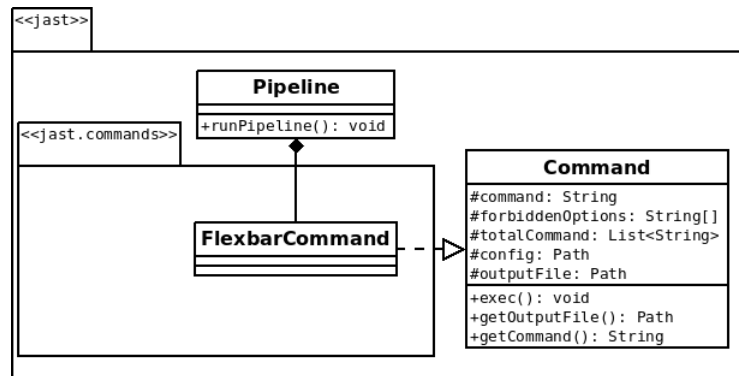 <<jast>>
Pipeline
+runPipeline(): void
<<jast.commands>>
Command
#command: String
#forbiddenOptions: String[]
#totalCommand: List<String>
#config: Path
#outputFile: Path
+exec(): void
+getOutputFile(): Path
+getCommand(): String
FlexbarCommand